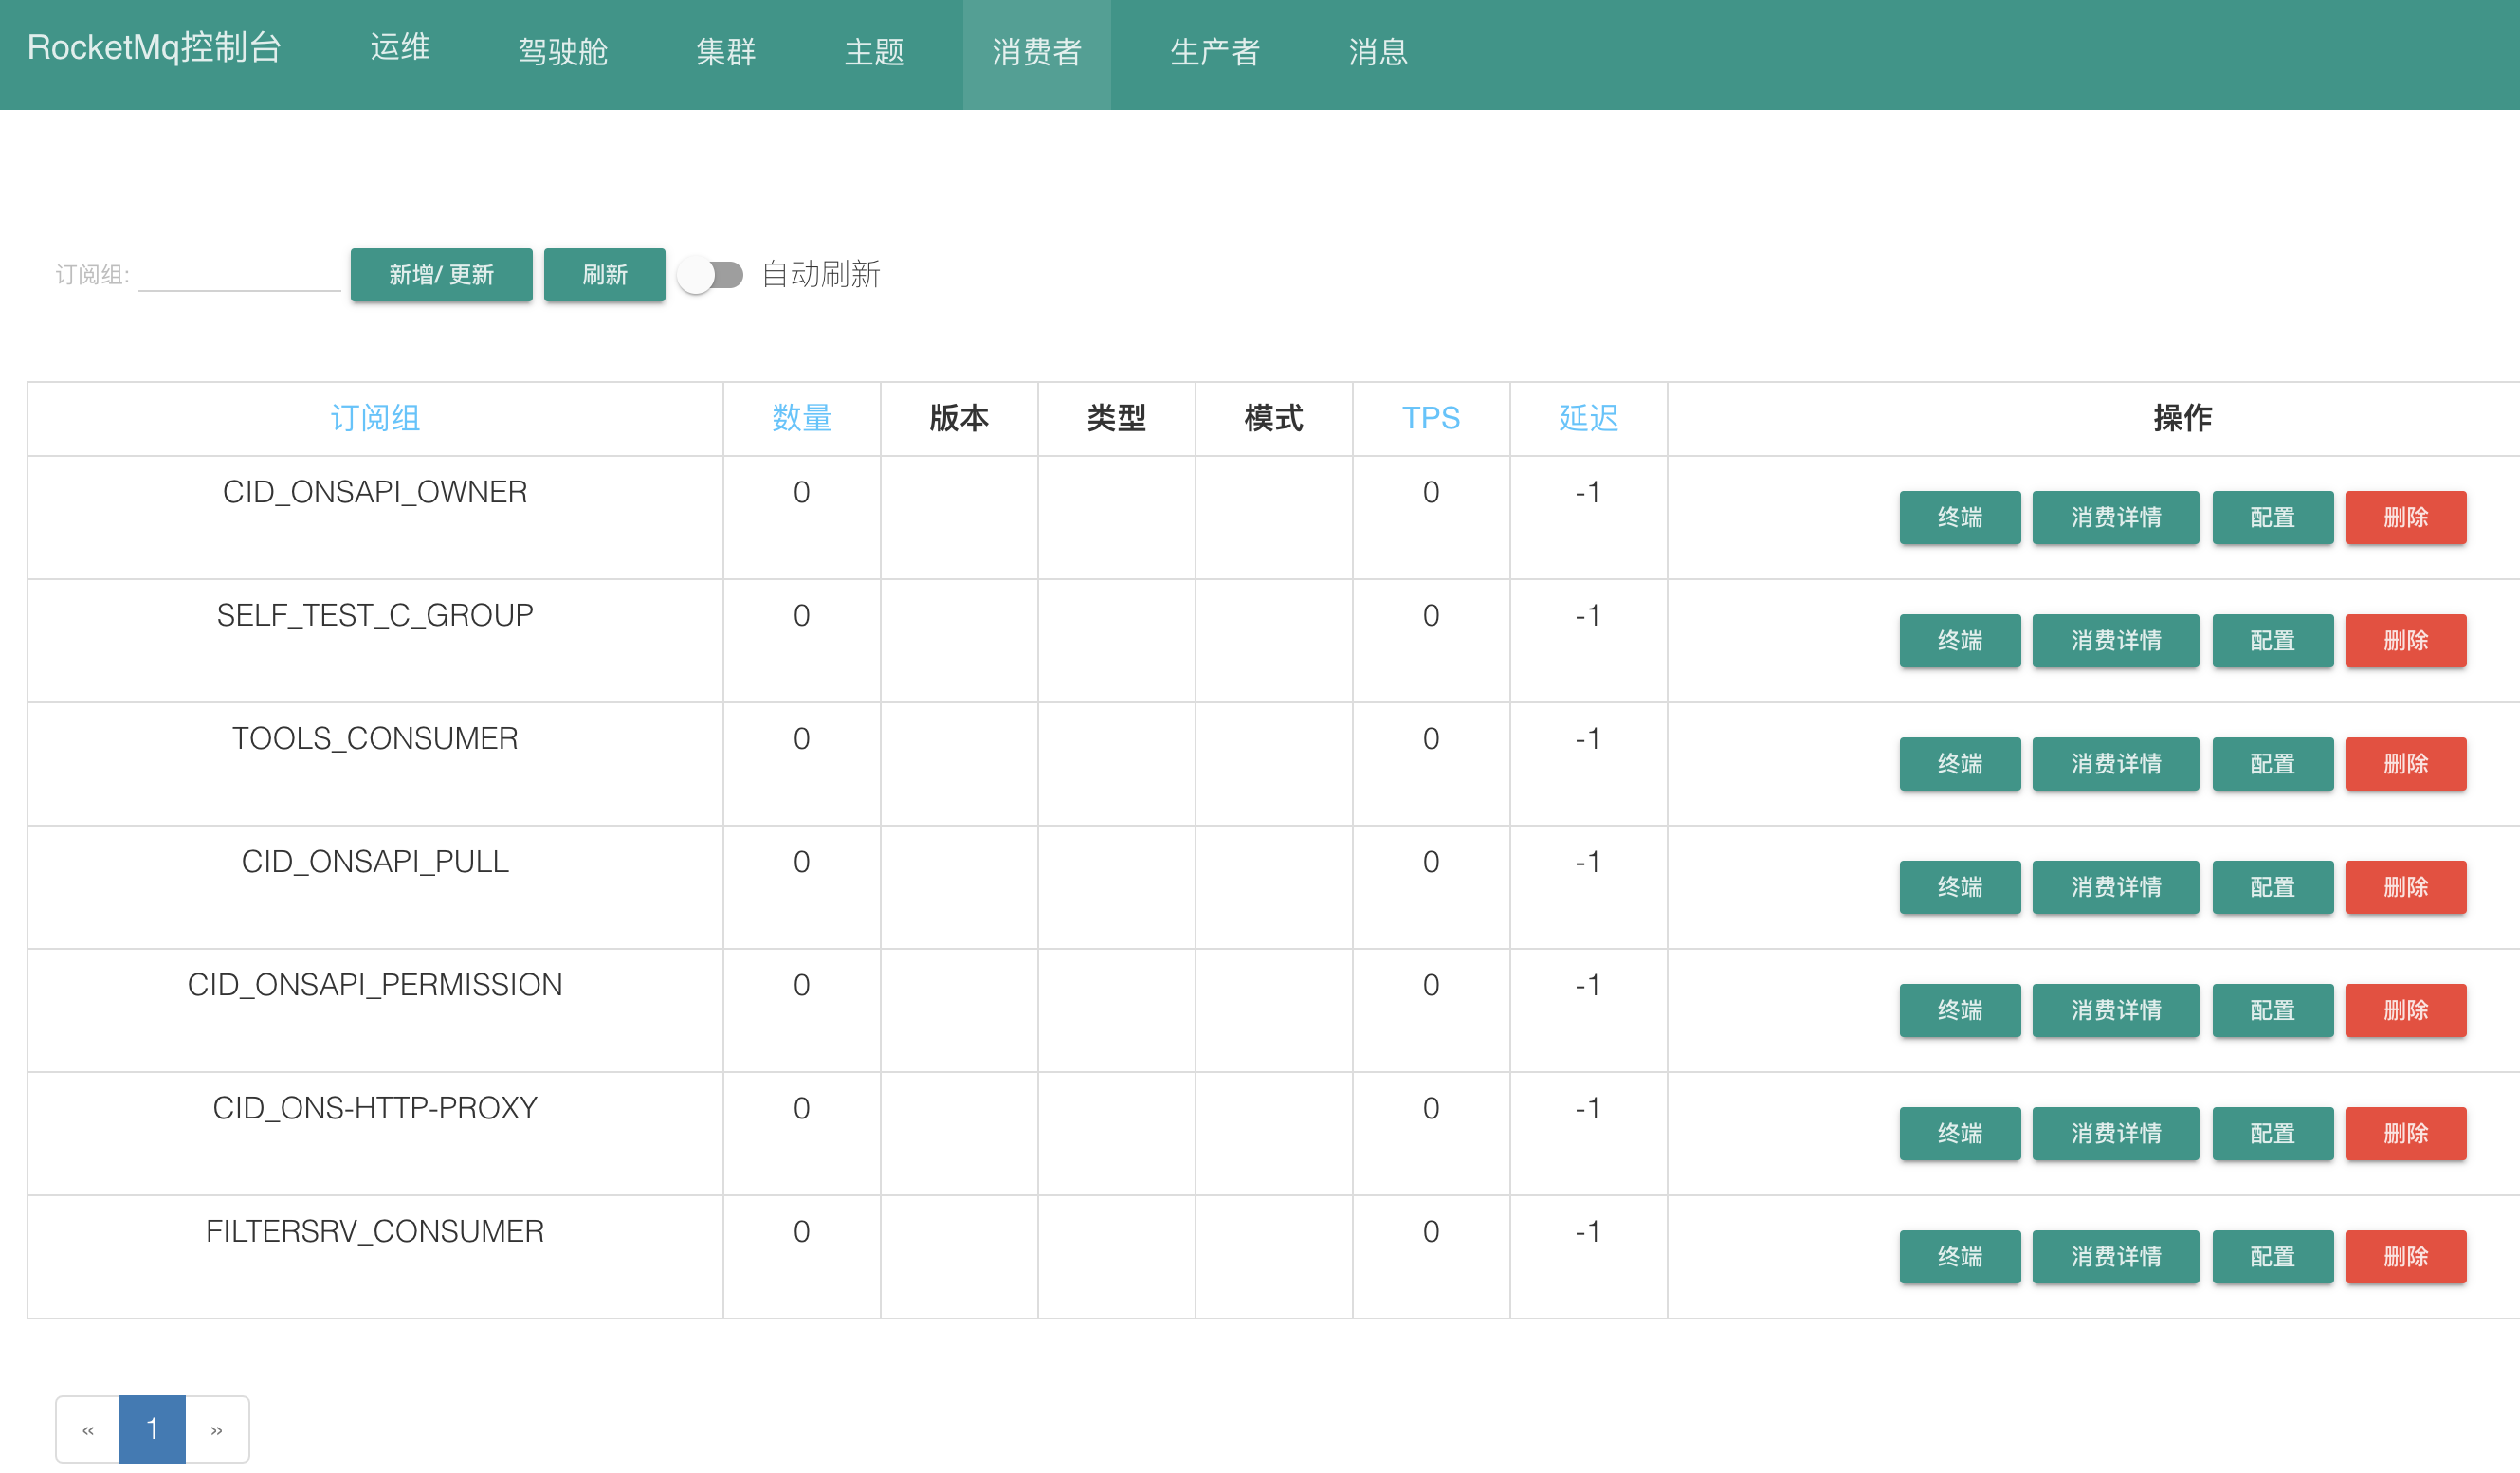 RocketMq控制台 运维 驾驶舱 集群 主题 消费者 生产者 消息
订阅组: 新增/ 更新 刷新 自动刷新
订阅组 数量 版本 类型 模式 TPS 延迟 操作
CID_ONSAPI_OWNER 0 0 -1 终端 消费详情 配置 删除
SELF_TEST_C_GROUP 0 0 -1 终端 消费详情 配置 删除
TOOLS_CONSUMER 0 0 -1 终端 消费详情 配置 删除
CID_ONSAPI_PULL 0 0 -1 终端 消费详情 配置 删除
CID_ONSAPI_PERMISSION 0 0 -1 终端 消费详情 配置 删除
CID_ONS-HTTP-PROXY 0 0 -1 终端 消费详情 配置 删除
FILTERSRV_CONSUMER 0 0 -1 终端 消费详情 配置 删除
« 1 »